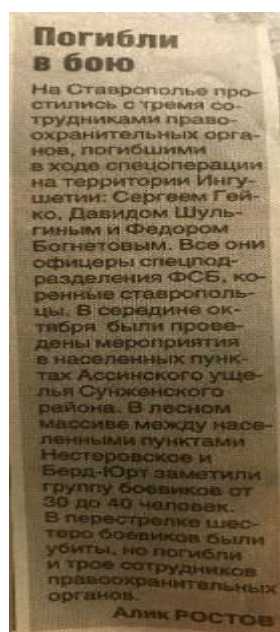 Погибли
в бою
На Ставрополье про-
стились с тремя со-
трудниками право-
охранительных орга-
нов, погибшими
в ходе спецоперации
на территории Ингу-
шетии: Сергеем Гей-
ко, Давидом Шуль-
гиным и Федором
Богнетовым. Все они
офицеры спецпод-
разделения ФСБ, ко-
ренные ставрополь-
цы. В середине ок-
тября были прове-
дены мероприятия
в населенных пунк-
тах Ассинского уще-
лья Сунженского
района. В лесном
массиве между насе-
ленными пунктами
Нестеровское и
Берд-Юрт заметили
группу боевиков от
30 до 40 человек.
В перестрелке шес-
теро боевиков были
убиты, но погибли
и трое сотрудников
правоохранительных
органов.
Алик РОСТОВ